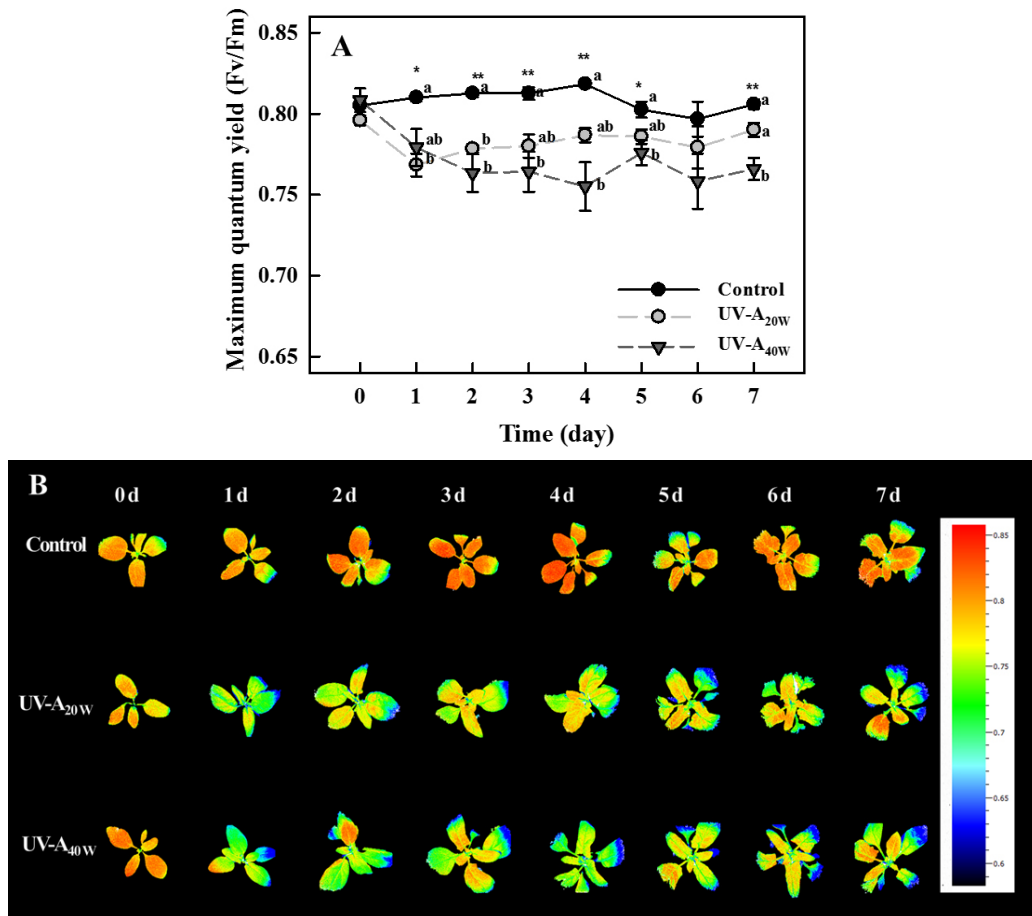 A
Maximum quantum yield (Fv/Fm)
0.85
0.80
0.75
0.70
0.65
* ** ** ** * **
a a a a a a
ab b ab ab ab a
b b b b b b
Control
UV-A20W
UV-A40W
0 1 2 3 4 5 6 7
Time (day)
B
0 d 1 d 2 d 3 d 4 d 5 d 6 d 7 d
Control
UV-A20 W
UV-A40 W
0.85
0.8
0.75
0.7
0.65
0.6